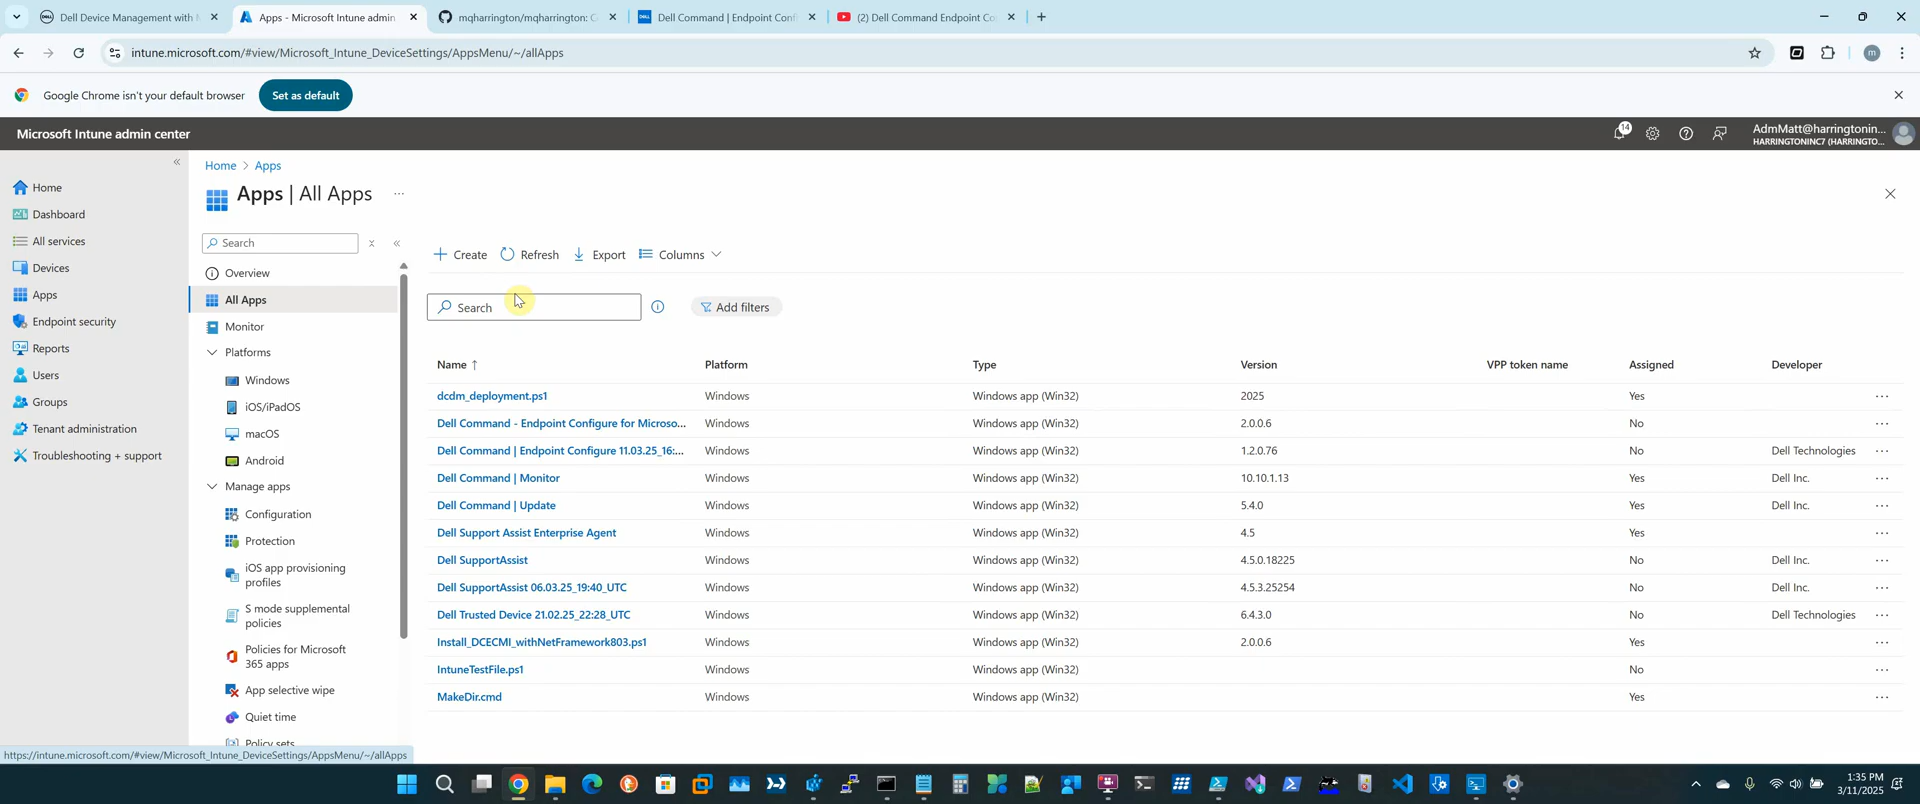 Dell Device Management with M
Apps - Microsoft Intune admin
mqharrington/mqharrington: C
Dell Command | Endpoint Confi
(2) Dell Command Endpoint Co
intune.microsoft.com/#view/Microsoft_Intune_DeviceSettings/AppsMenu/~/allApps
m
Google Chrome isn't your default browser
Set as default
Microsoft Intune admin center
14
AdmMatt@harringtonin...
HARRINGTONINC7 (HARRINGTO...
Home > Apps
Apps | All Apps ...
Home
Dashboard
All services
Devices
Apps
Endpoint security
Reports
Users
Groups
Tenant administration
Troubleshooting + support
Search
Overview
All Apps
Monitor
Platforms
Windows
iOS/iPadOS
macOS
Android
Manage apps
Configuration
Protection
iOS app provisioning
profiles
S mode supplemental
policies
Policies for Microsoft
365 apps
App selective wipe
Quiet time
Policy sets
Create Refresh Export Columns
Search
Add filters
Name ↑ Platform Type Version VPP token name Assigned Developer
dcdm_deployment.ps1 Windows Windows app (Win32) 2025 Yes ...
Dell Command - Endpoint Configure for Microso... Windows Windows app (Win32) 2.0.0.6 No ...
Dell Command | Endpoint Configure 11.03.25_16:... Windows Windows app (Win32) 1.2.0.76 No Dell Technologies ...
Dell Command | Monitor Windows Windows app (Win32) 10.10.1.13 Yes Dell Inc. ...
Dell Command | Update Windows Windows app (Win32) 5.4.0 Yes Dell Inc. ...
Dell Support Assist Enterprise Agent Windows Windows app (Win32) 4.5 Yes ...
Dell SupportAssist Windows Windows app (Win32) 4.5.0.18225 No Dell Inc. ...
Dell SupportAssist 06.03.25_19:40_UTC Windows Windows app (Win32) 4.5.3.25254 No Dell Inc. ...
Dell Trusted Device 21.02.25_22:28_UTC Windows Windows app (Win32) 6.4.3.0 No Dell Technologies ...
Install_DCECMI_withNetFramework803.ps1 Windows Windows app (Win32) 2.0.0.6 Yes ...
IntuneTestFile.ps1 Windows Windows app (Win32) No ...
MakeDir.cmd Windows Windows app (Win32) Yes ...
https://intune.microsoft.com/#view/Microsoft_Intune_DeviceSettings/AppsMenu/~/allApps
1:35 PM
3/11/2025